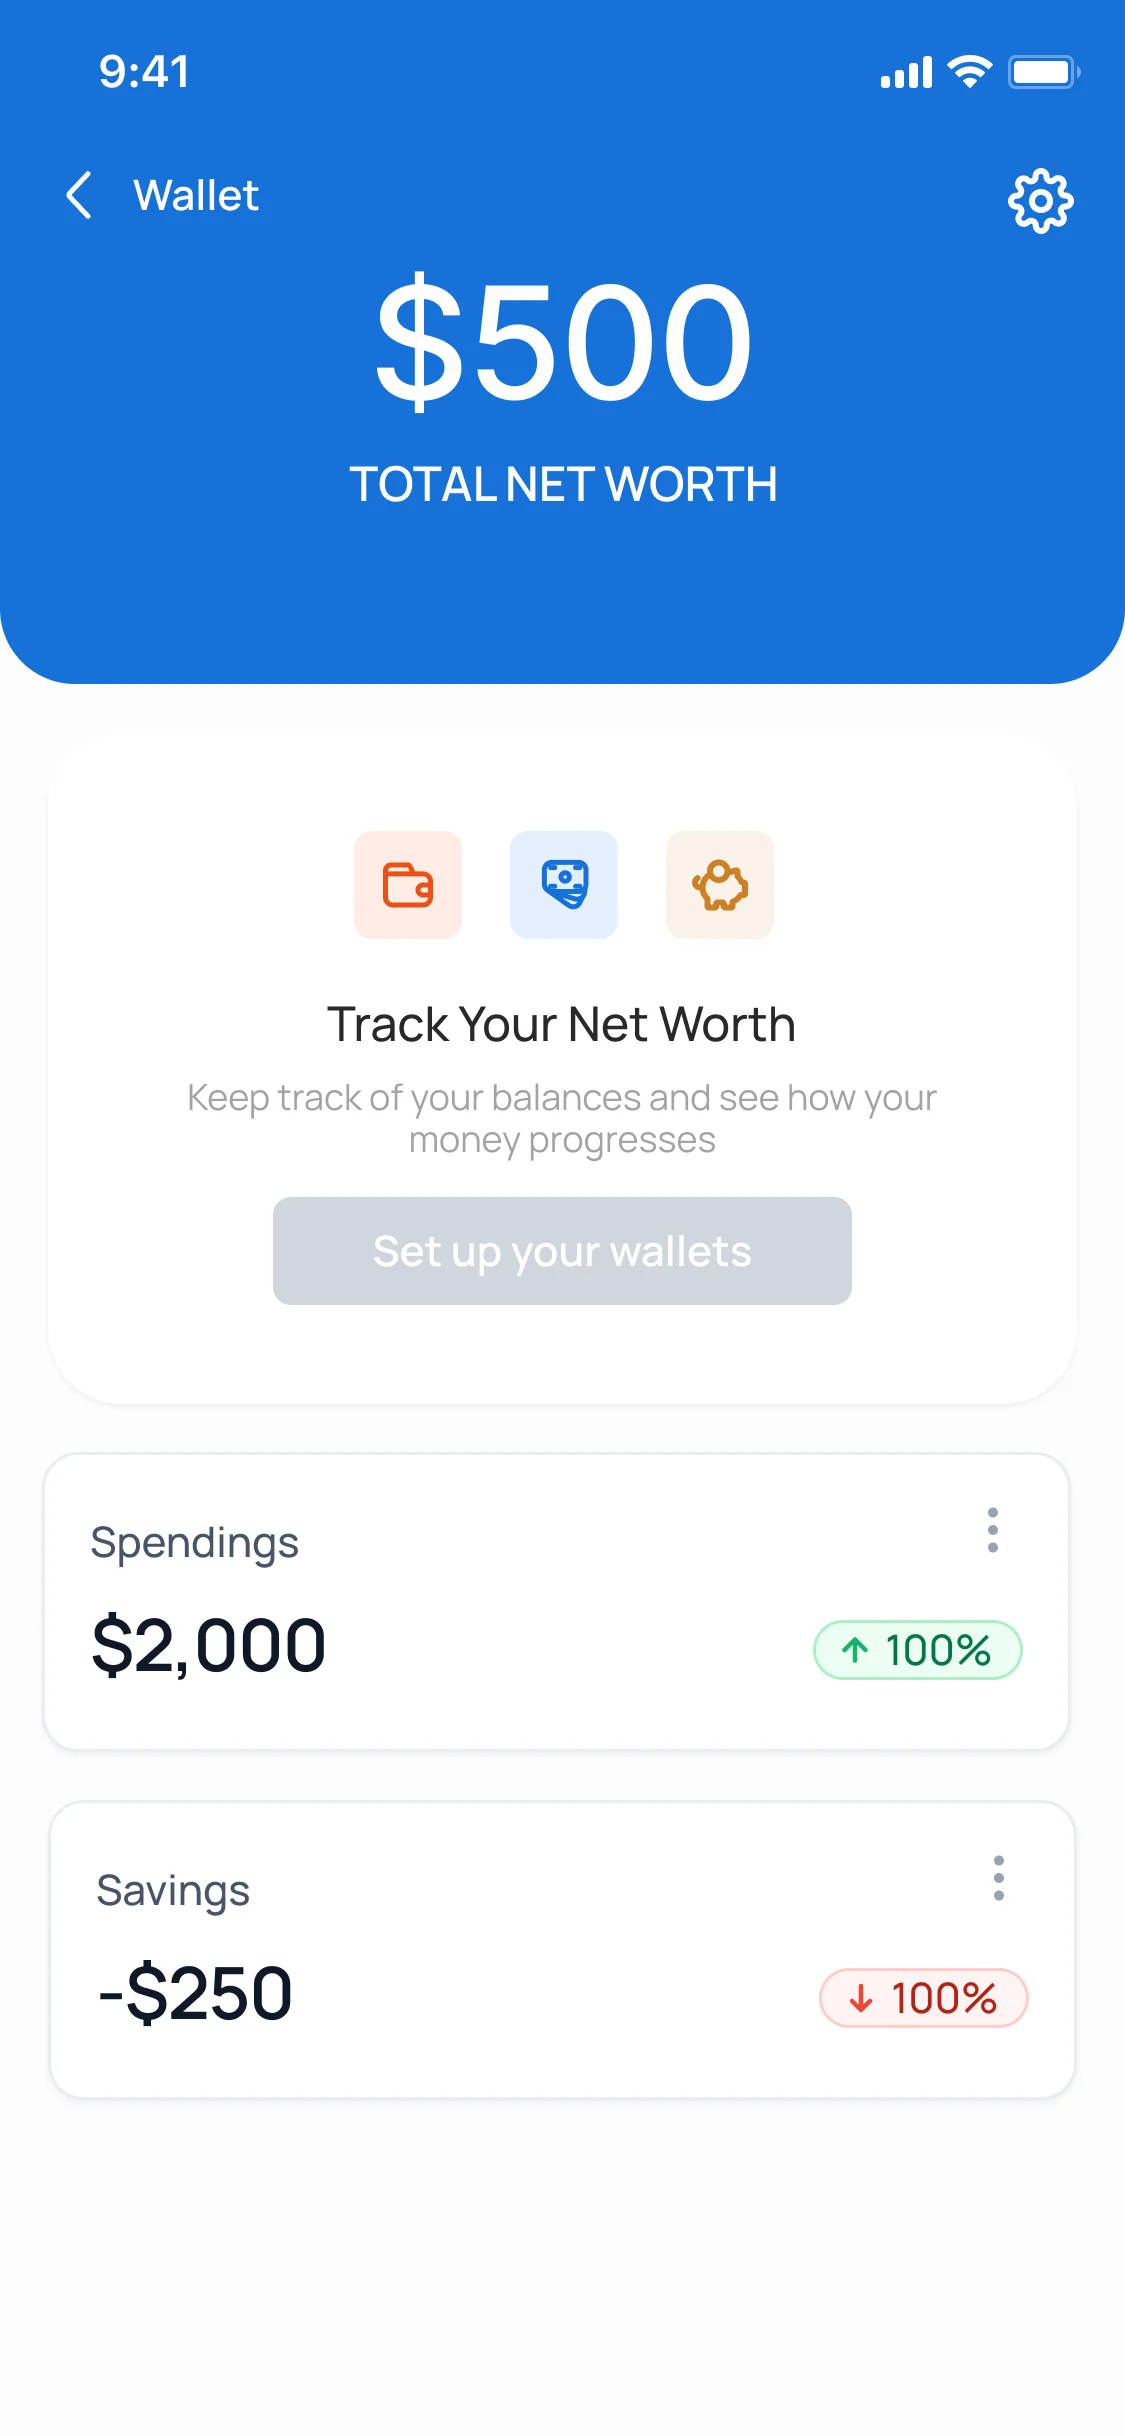 9:41
Wallet
$500
TOTAL NET WORTH
Track Your Net Worth
Keep track of your balances and see how your
money progresses
Set up your wallets
Spendings
$2,000
↑ 100%
Savings
-$250
↓ 100%